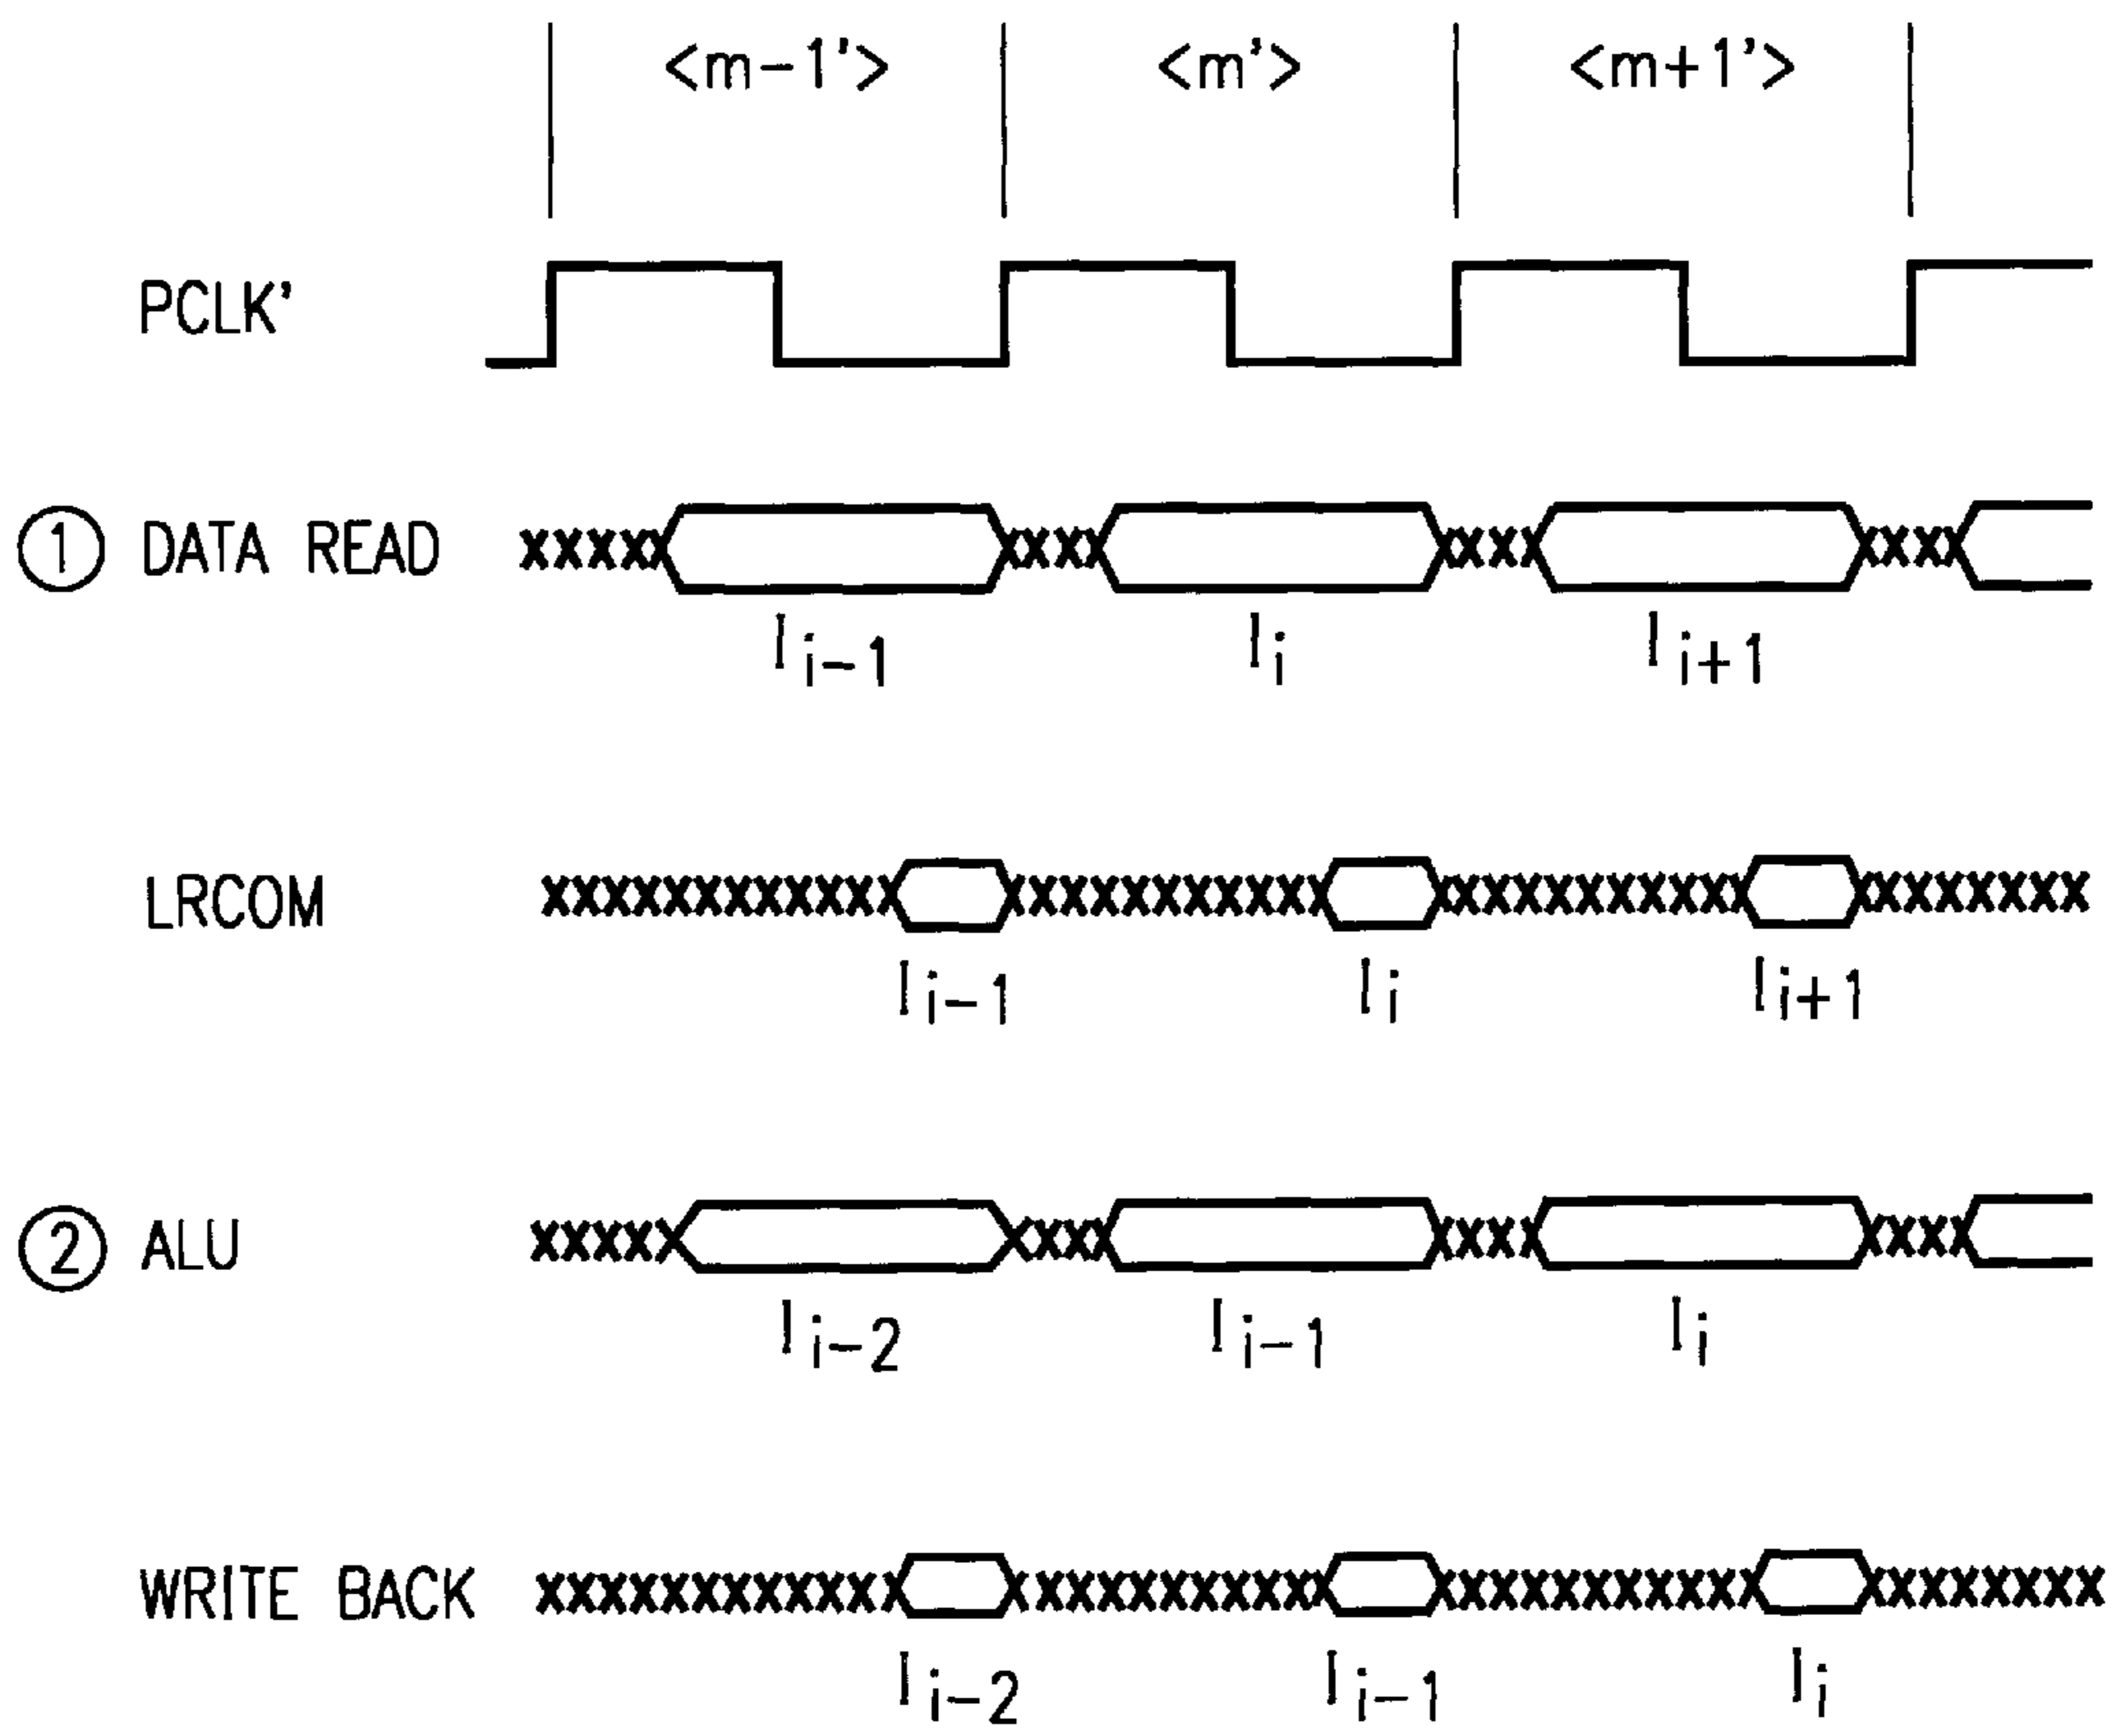 <m-1'> <m'> <m+1'>
PCLK'
① DATA READ
I i-1 I i I i+1
LRCOM
I i-1 I i I i+1
② ALU
I i-2 I i-1 I i
WRITE BACK
I i-2 I i-1 I i